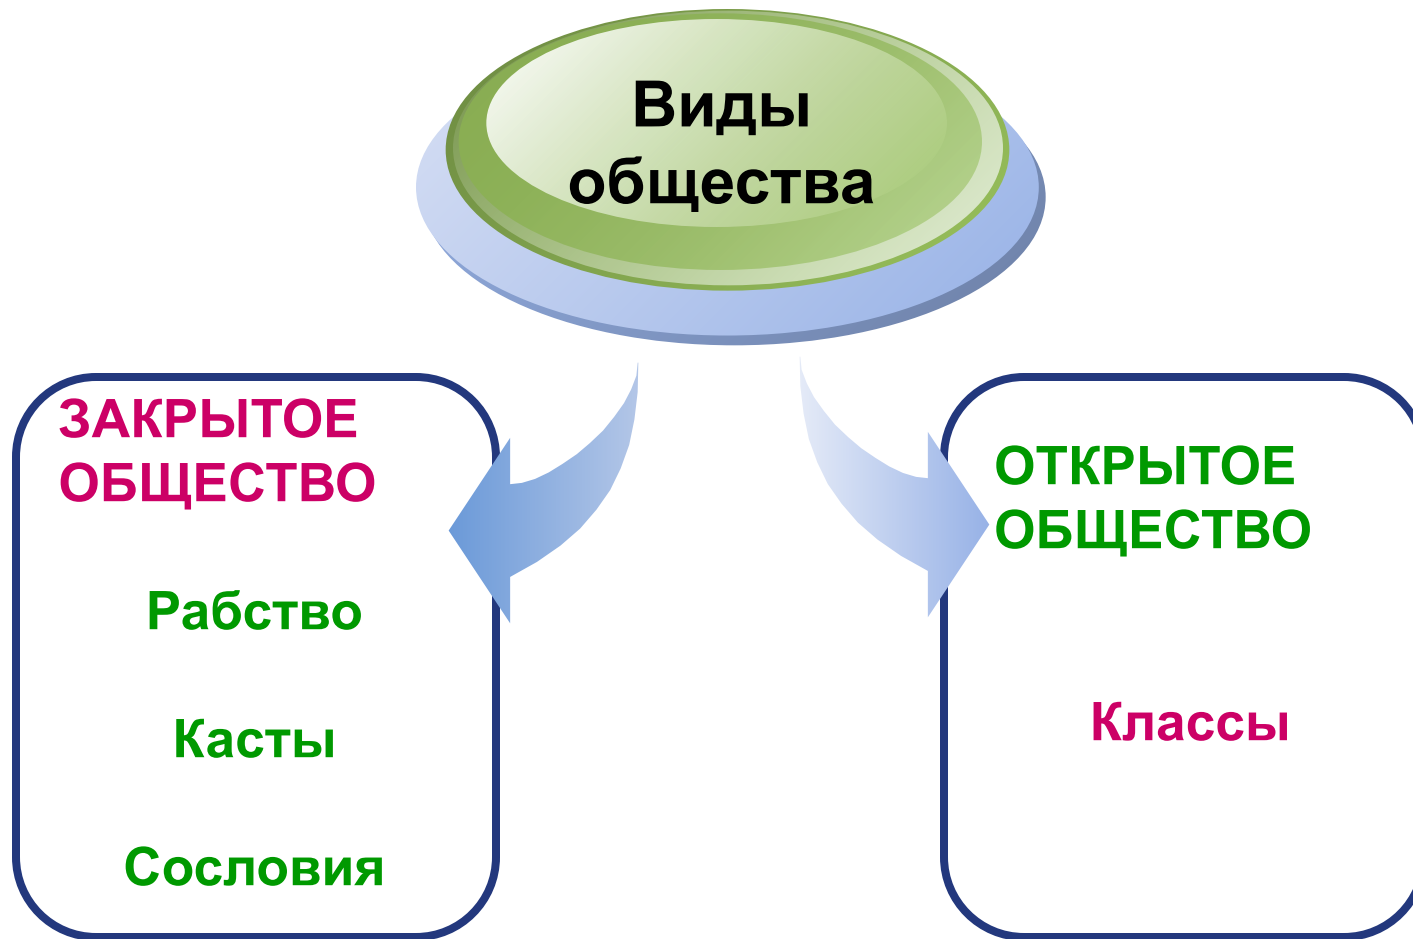 Виды
общества
ЗАКРЫТОЕ
ОБЩЕСТВО
Рабство
Касты
Сословия
ОТКРЫТОЕ
ОБЩЕСТВО
Классы